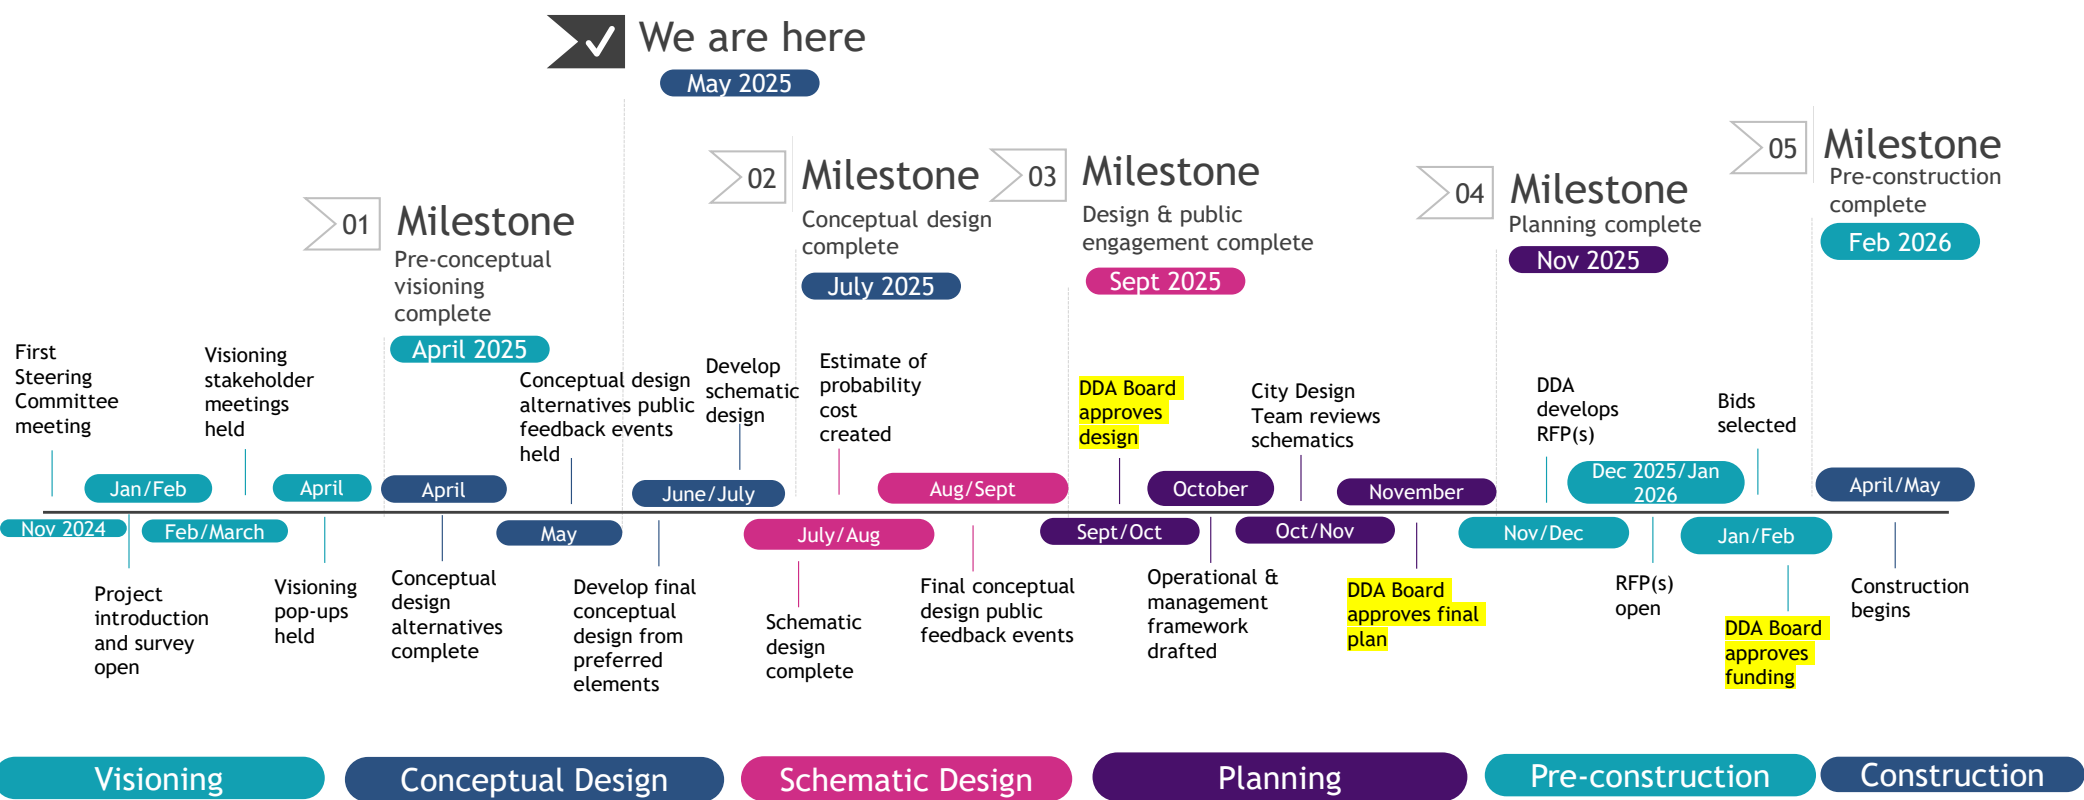 We are here
May 2025
01
Milestone
Pre-conceptual
visioning
complete
April 2025
02
Milestone
Conceptual design
complete
July 2025
03
Milestone
Design & public
engagement complete
Sept 2025
04
Milestone
Planning complete
Nov 2025
05
Milestone
Pre-construction
complete
Feb 2026
First
Steering
Committee
meeting
Visioning
stakeholder
meetings
held
Conceptual design
alternatives public
feedback events
held
Develop
schematic
design
Estimate of
probability
cost
created
DDA Board
approves
design
City Design
Team reviews
schematics
DDA
develops
RFP(s)
Bids
selected
Jan/Feb
April
April
June/July
Aug/Sept
October
November
Dec 2025/Jan
2026
April/May
Nov 2024
Feb/March
May
July/Aug
Sept/Oct
Oct/Nov
Nov/Dec
Jan/Feb
Project
introduction
and survey
open
Visioning
pop-ups
held
Conceptual
design
alternatives
complete
Develop final
conceptual
design from
preferred
elements
Schematic
design
complete
Final conceptual
design public
feedback events
Operational &
management
framework
drafted
DDA Board
approves final
plan
RFP(s)
open
DDA Board
approves
funding
Construction
begins
Visioning
Conceptual Design
Schematic Design
Planning
Pre-construction
Construction